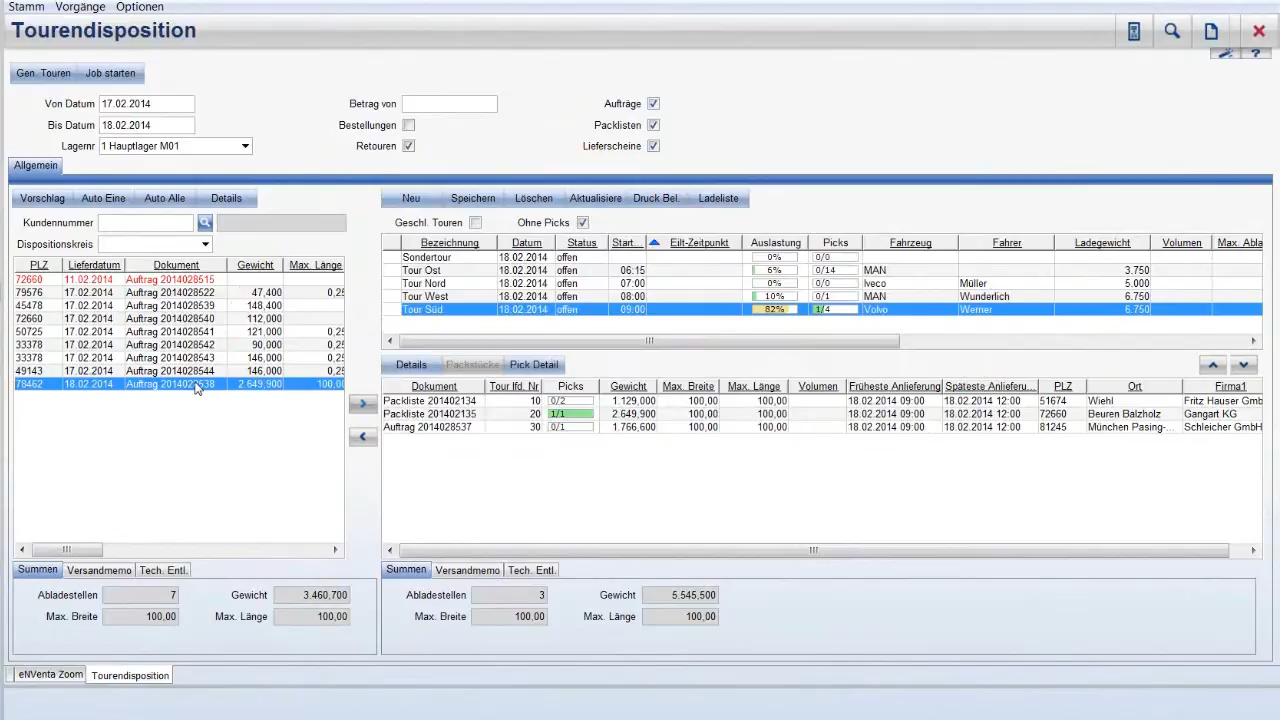 Stamm Vorgänge Optionen
Tourendisposition
Gen. Touren Job starten
Von Datum 17.02.2014 Betrag von Aufträge
Bis Datum 18.02.2014 Bestellungen Packlisten
Lagernr 1 Hauptlager M01 Retouren Lieferscheine
Allgemein
Vorschlag Auto Eine Auto Alle Details
Kundennummer
Dispositionskreis
PLZ Lieferdatum Dokument Gewicht Max. Länge
72660 11.02.2014 Auftrag 2014028515
79576 17.02.2014 Auftrag 2014028522 47,400 0,25
45478 17.02.2014 Auftrag 2014028539 148,400
72660 17.02.2014 Auftrag 2014028540 112,000
50725 17.02.2014 Auftrag 2014028541 121,000 0,25
33378 17.02.2014 Auftrag 2014028542 90,000 0,25
33378 17.02.2014 Auftrag 2014028543 146,000 0,25
49143 17.02.2014 Auftrag 2014028544 146,000 0,25
78462 18.02.2014 Auftrag 2014028538 2.649,900 100,00
Summen Versandmemo Tech. Entl.
Abladestellen 7 Gewicht 3.460,700
Max. Breite 100,00 Max. Länge 100,00
Neu Speichern Löschen Aktualisiere Druck Bel. Ladeliste
Geschl. Touren Ohne Picks
Bezeichnung Datum Status Start... Eilt-Zeitpunkt Auslastung Picks Fahrzeug Fahrer Ladegewicht Volumen Max. Abla
Sondertour 18.02.2014 offen 0% 0/0
Tour Ost 18.02.2014 offen 06:15 6% 0/14 MAN 3.750
Tour Nord 18.02.2014 offen 07:00 0% 0/0 Iveco Müller 5.000
Tour West 18.02.2014 offen 08:00 10% 0/1 MAN Wunderlich 6.750
Tour Süd 18.02.2014 offen 09:00 82% 1/4 Volvo Werner 6.750
Details Packstücke Pick Detail
Dokument Tour lfd. Nr Picks Gewicht Max. Breite Max. Länge Volumen Früheste Anlieferung Späteste Anlieferu... PLZ Ort Firma1
Packliste 201402134 10 0/2 1.129,000 100,00 100,00 18.02.2014 09:00 18.02.2014 12:00 51674 Wiehl Fritz Hauser Gmb
Packliste 201402135 20 1/1 2.649,900 100,00 100,00 18.02.2014 09:00 18.02.2014 12:00 72660 Beuren Balzholz Gangart KG
Auftrag 2014028537 30 0/1 1.766,600 100,00 100,00 18.02.2014 09:00 18.02.2014 12:00 81245 München Pasing-... Schleicher GmbH
Summen Versandmemo Tech. Entl.
Abladestellen 3 Gewicht 5.545,500
Max. Breite 100,00 Max. Länge 100,00
eNVenta Zoom Tourendisposition